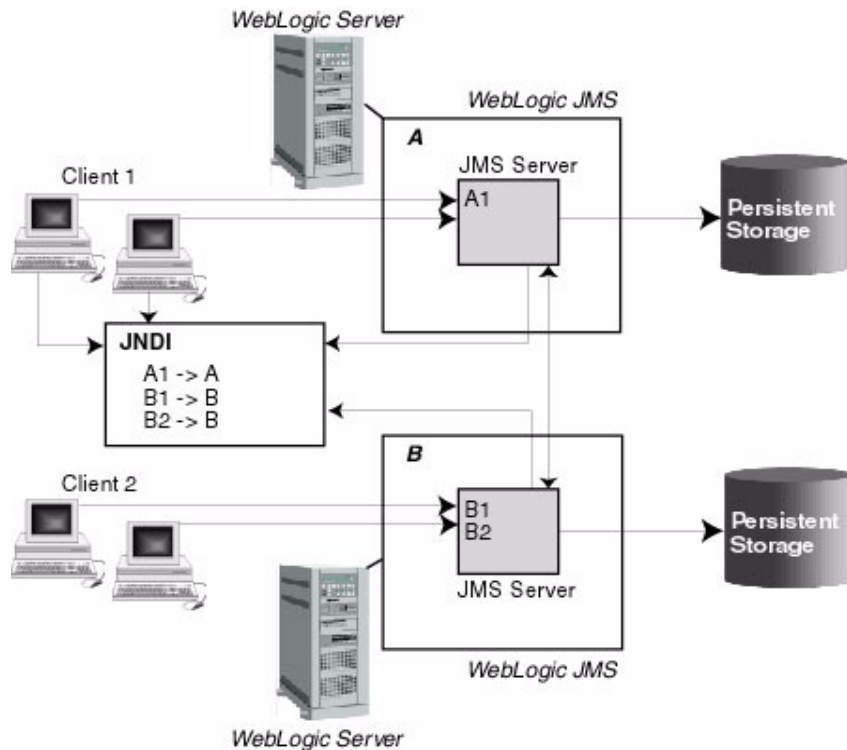 WebLogic Server
WebLogic JMS
A
JMS Server
Client 1
A1
Persistent
Storage
JNDI
A1 -> A
B1 -> B
B2 -> B
B
Client 2
B1
B2
Persistent
Storage
JMS Server
WebLogic JMS
WebLogic Server